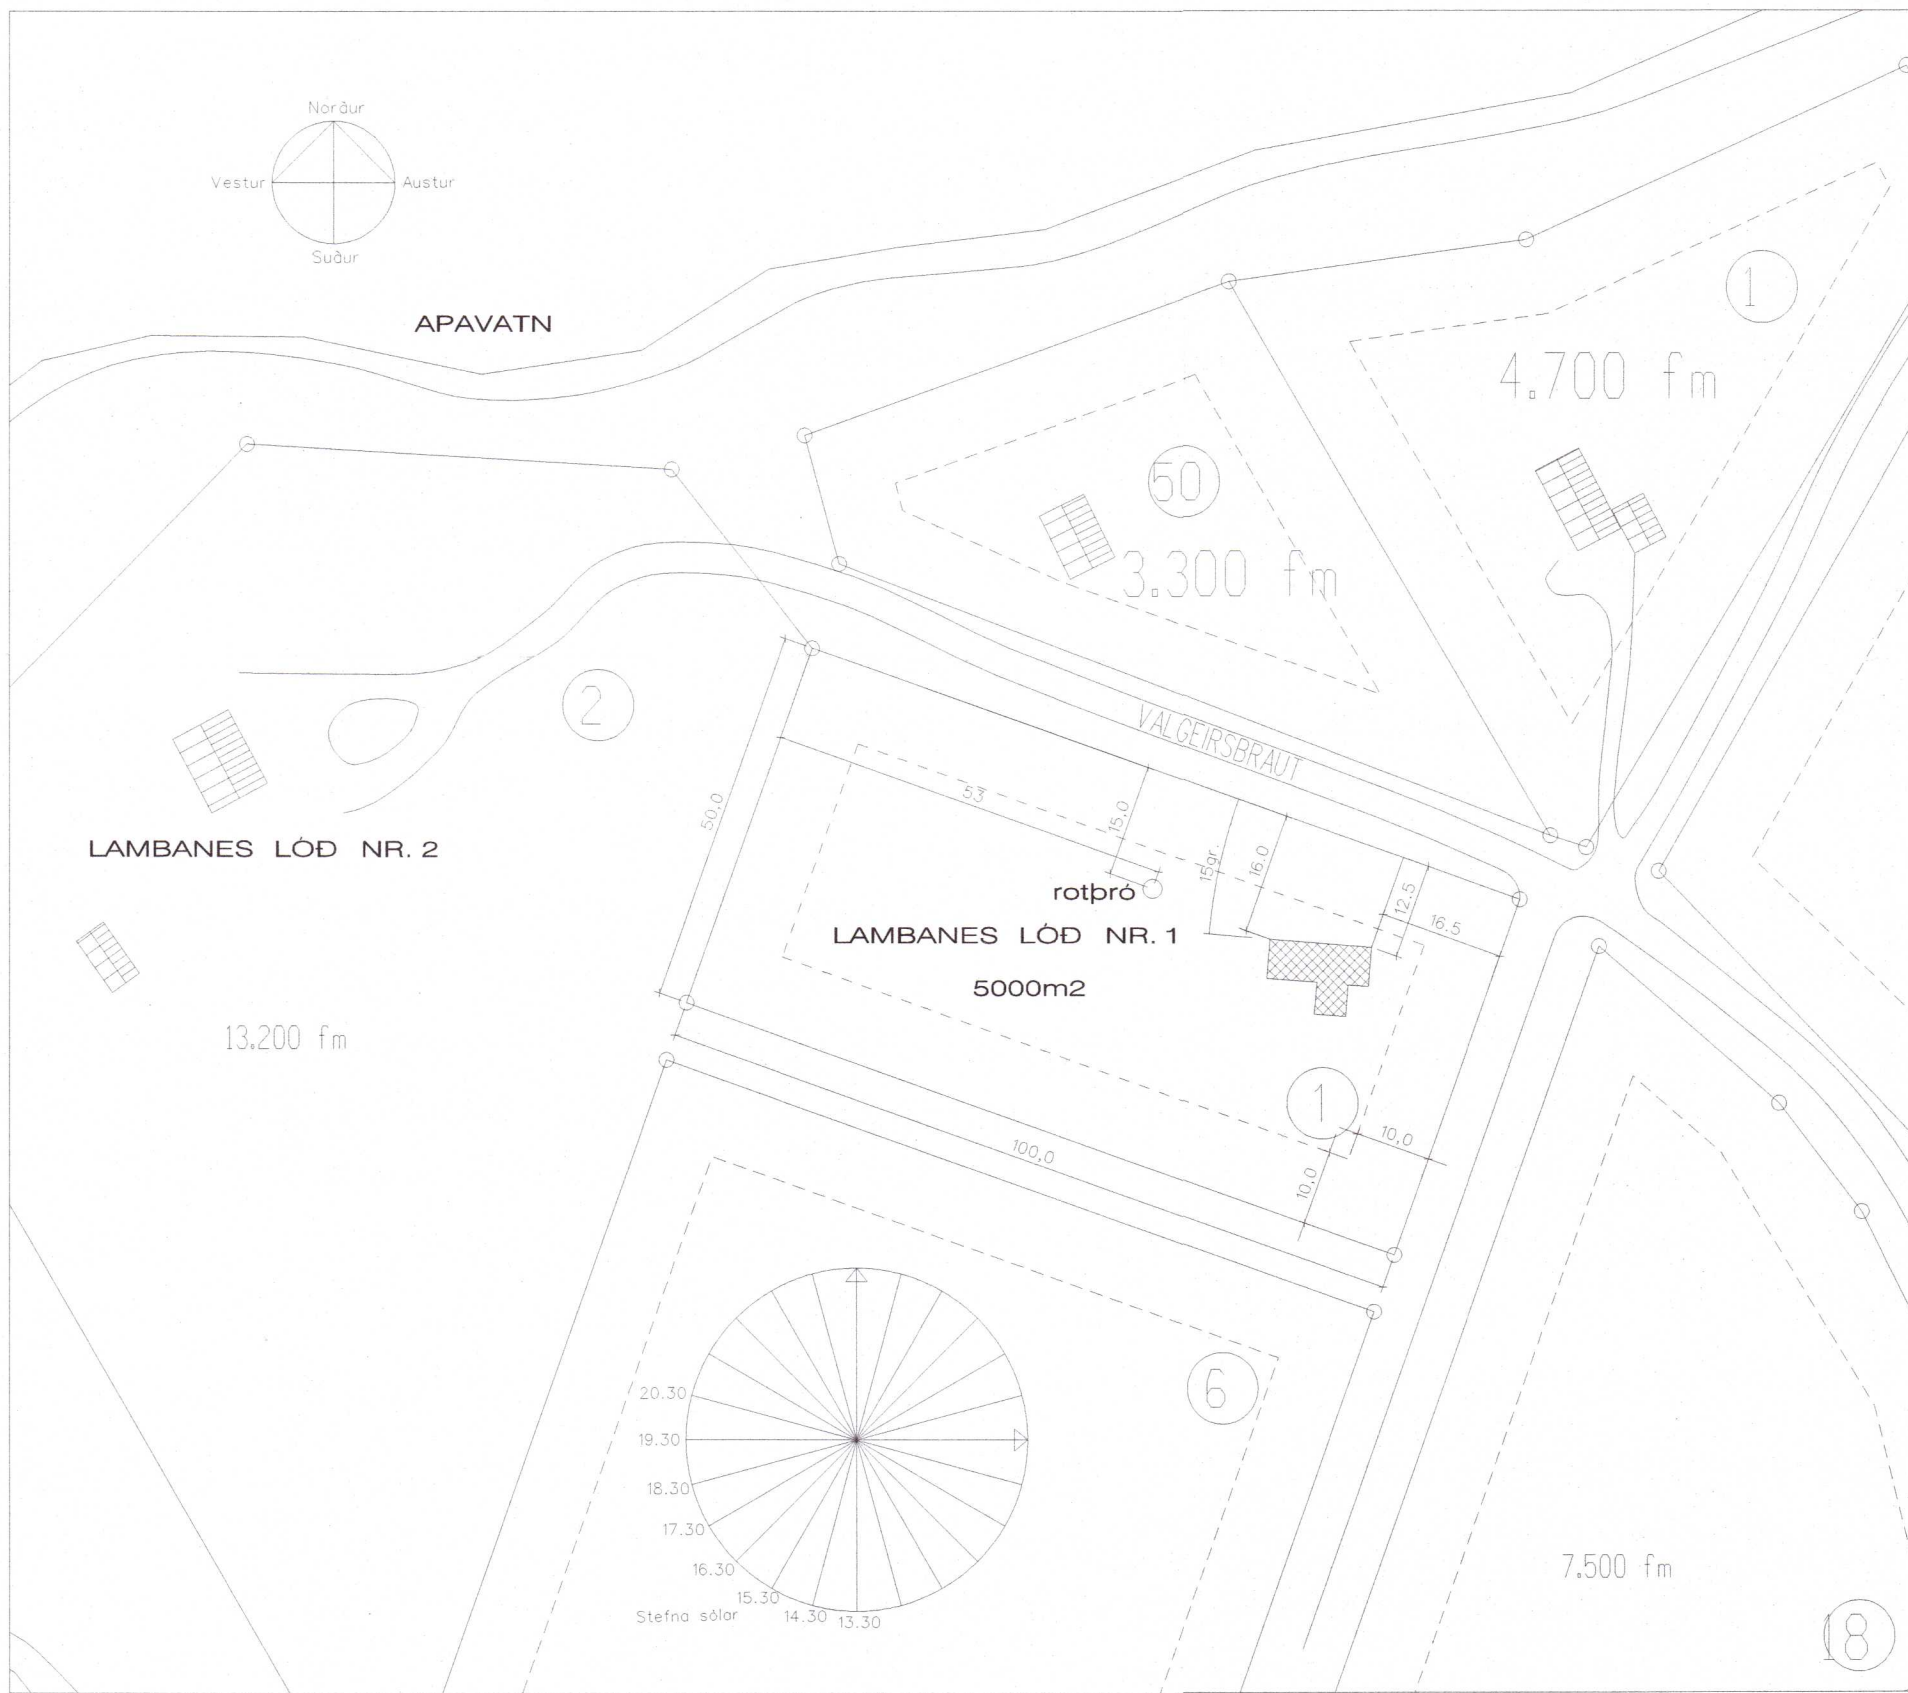 Norður
Vestur
Austur
Suður
APAVATN
1
4.700 fm
50
3.300 fm
2
VALGEIRSBRAUT
50,0
53
15,0
15gr.
16.0
12.5
16.5
LAMBANES LÓÐ NR. 2
rotþró
LAMBANES LÓÐ NR. 1
5000m2
13.200 fm
1
10,0
100,0
10,0
6
20.30
19.30
18.30
17.30
16.30
15.30
14.30
13.30
Stefna sólar
7.500 fm
18